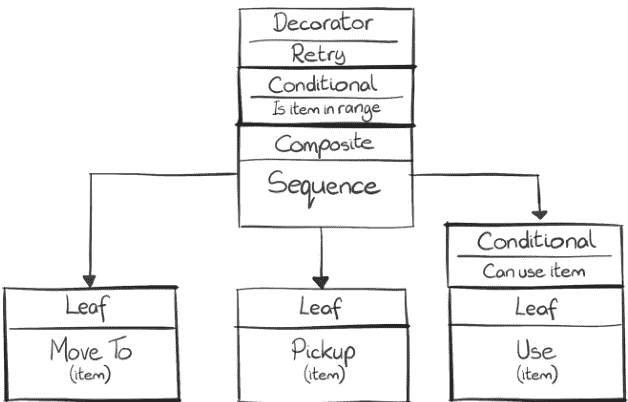 Decorator
Retry
Conditional
Is item in range
Composite
Sequence
Conditional
Can use item
Leaf
Move To
(item)
Leaf
Pickup
(item)
Leaf
Use
(item)